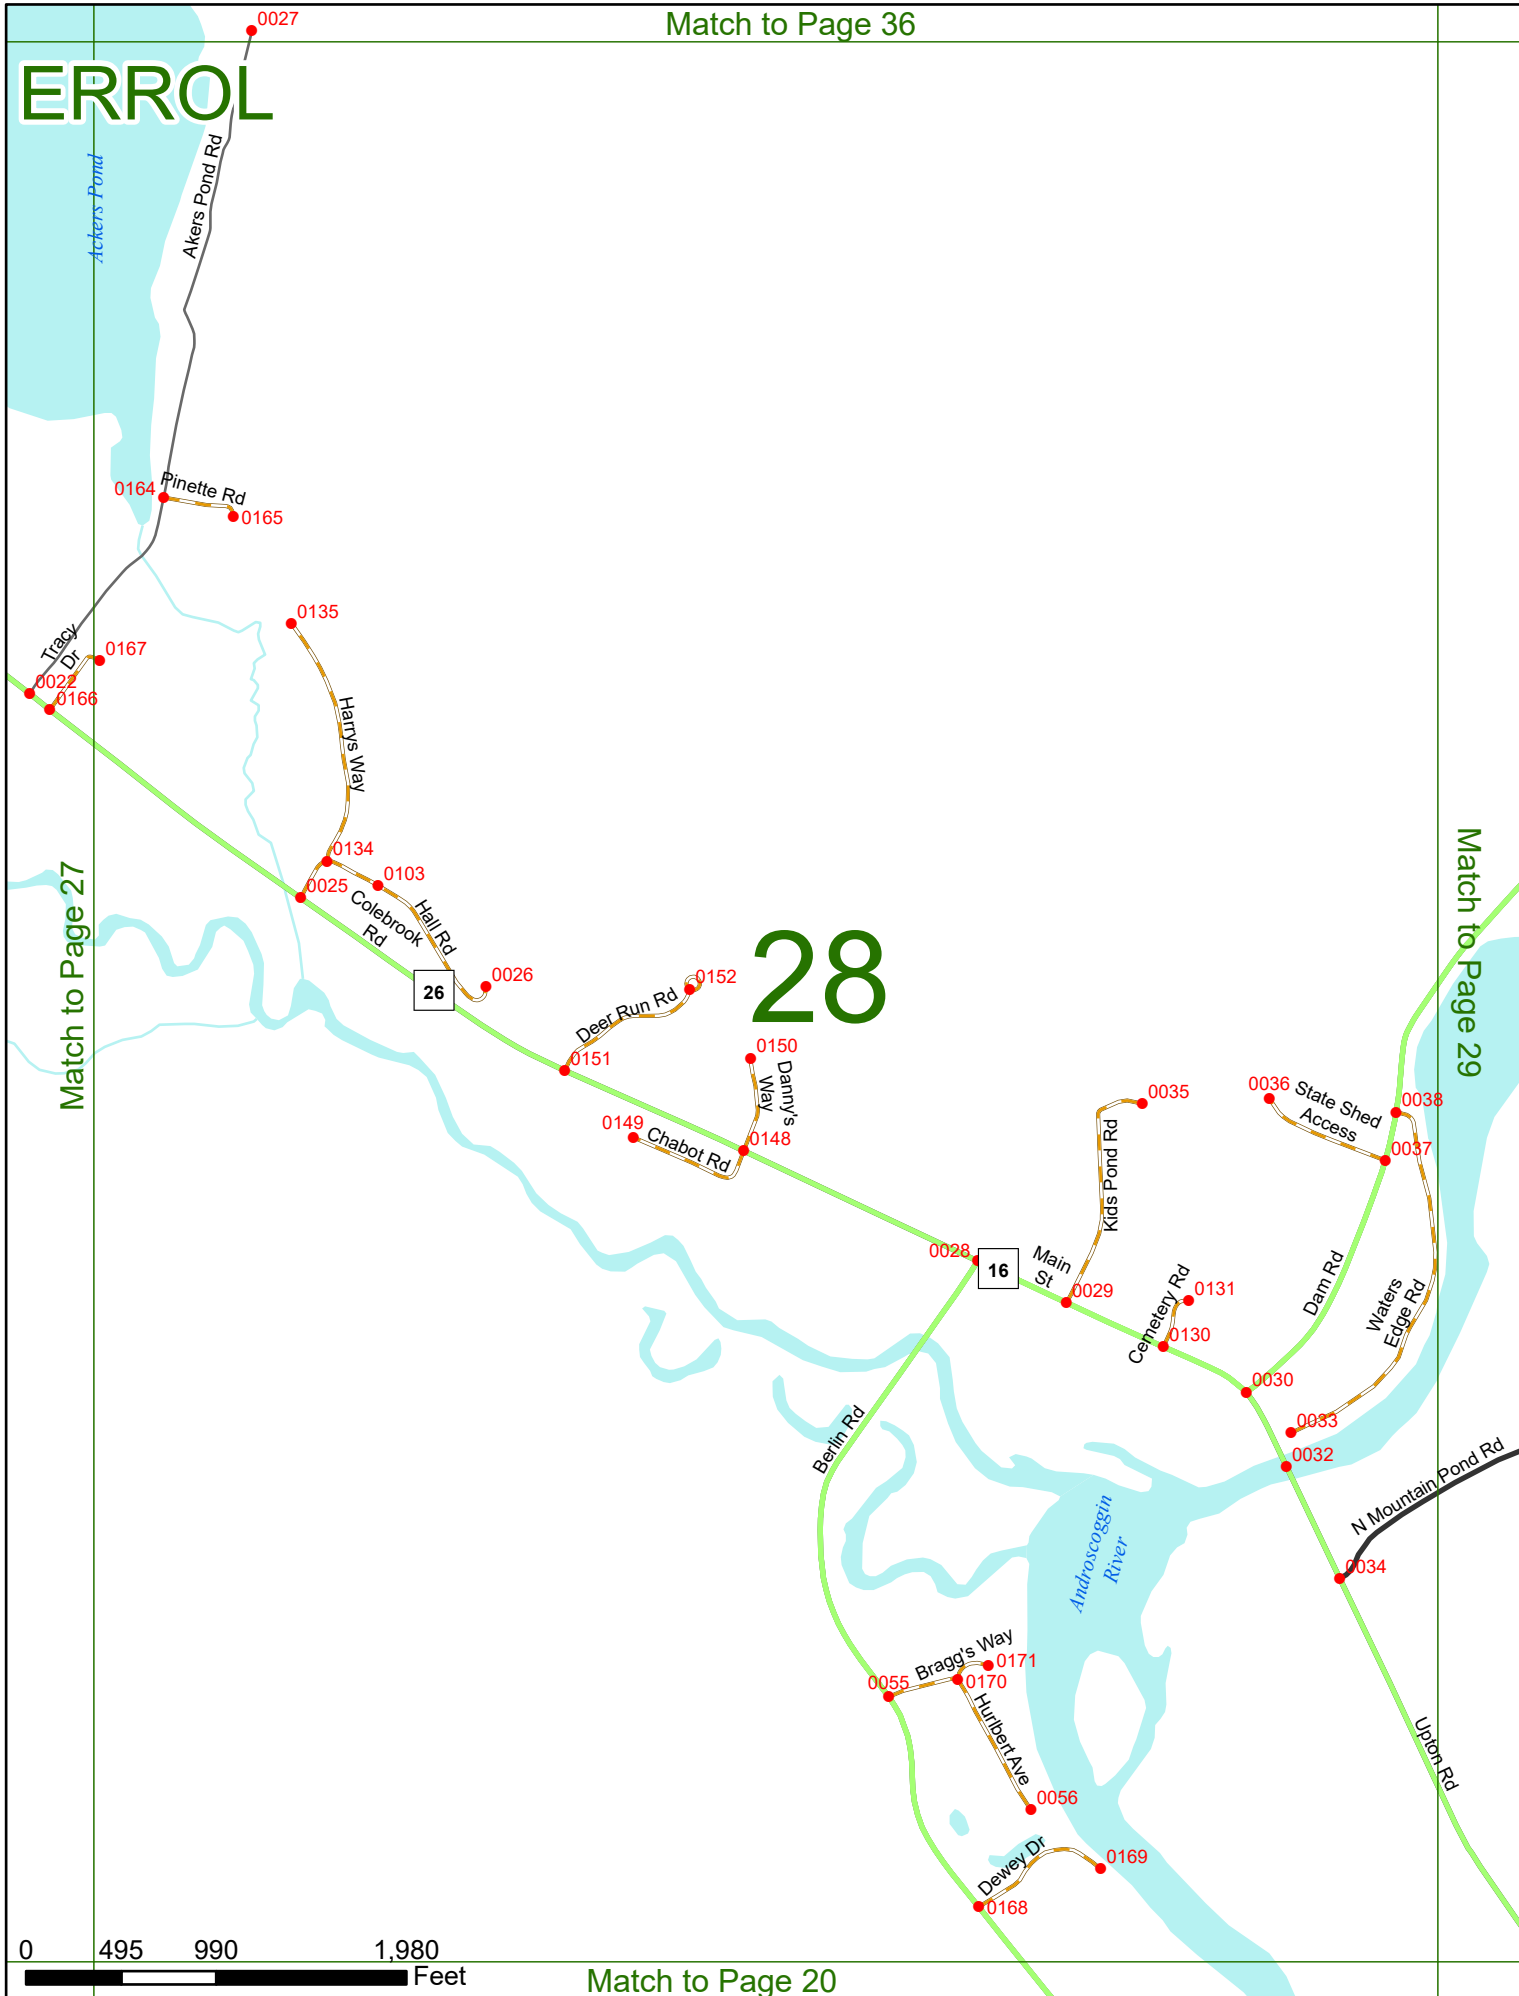 0027
Match to Page 36
ERROL
Akers Pond Rd
Ackers Pond
0164
Pinette Rd
0165
0135
Tracy
Dr
0167
0022
0166
Harrys Way
0134
0103
0025
Colebrook
Rd
Hall Rd
26
0026
28
Match to Page 27
Match to Page 29
Deer Run Rd
0152
0151
0150
Danny's
Way
0149
Chabot Rd
0148
0035
Kids Pond Rd
0036
State Shed
Access
0038
0037
0028
16
Main
St
0029
Cemetery Rd
0131
0130
Dam Rd
Waters
Edge Rd
0030
0033
0032
Berlin Rd
N Mountain Pond Rd
Androscoggin
River
0034
Bragg's Way
0171
0055
0170
Hurlbert Ave
0056
Upton Rd
Dewey Dr
0169
0168
0 495 990 1,980
Feet
Match to Page 20